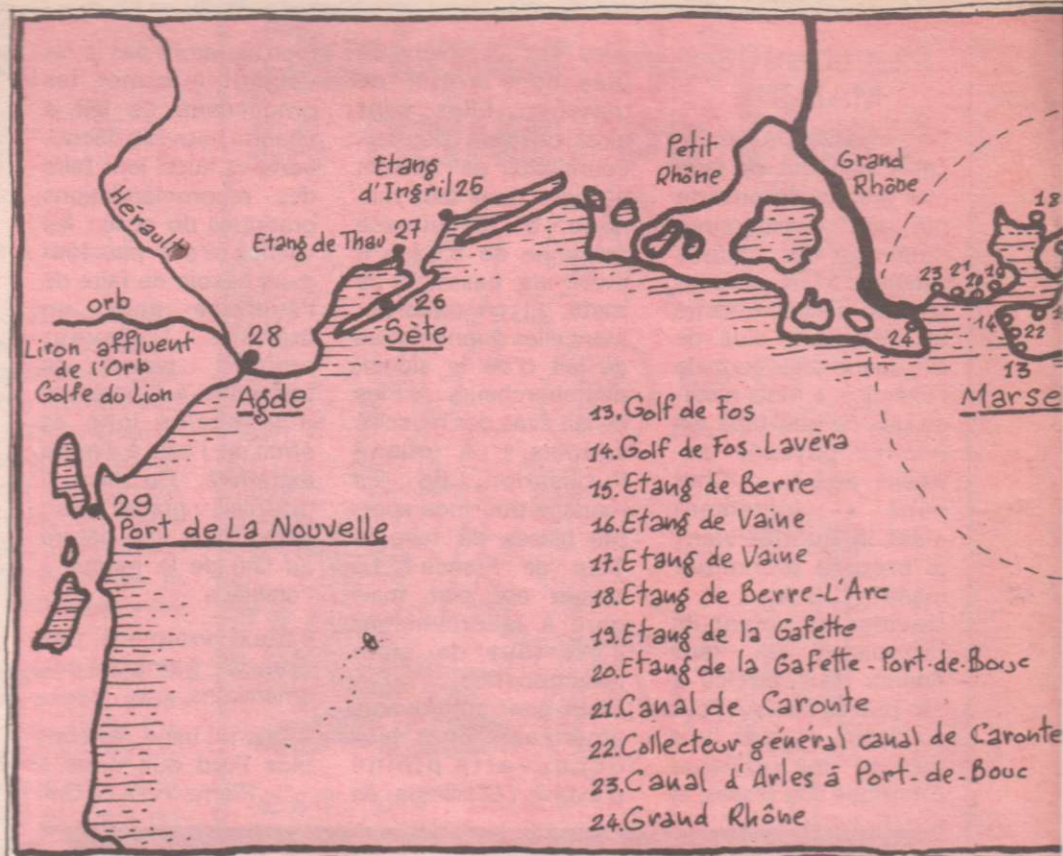 Petit
Rhône
Grand
Rhône
Etang
d'Ingril 25
Hérault
Etang de Thau
27
18
23 21 20 19
26
Sète
Orb
28
14
22
24
13
Liron affluent
de l'Orb
Golfe du Lion
Agde
Marse
29
Port de La Nouvelle
13. Golf de Fos
14. Golf de Fos-Lavèra
15. Etang de Berre
16. Etang de Vaine
17. Etang de Vaine
18. Etang de Berre-L'Arc
19. Etang de la Gafette
20. Etang de la Gafette-Port-de-Bouc
21. Canal de Caronte
22. Collecteur général canal de Caronte
23. Canal d'Arles à Port-de-Bouc
24. Grand Rhône